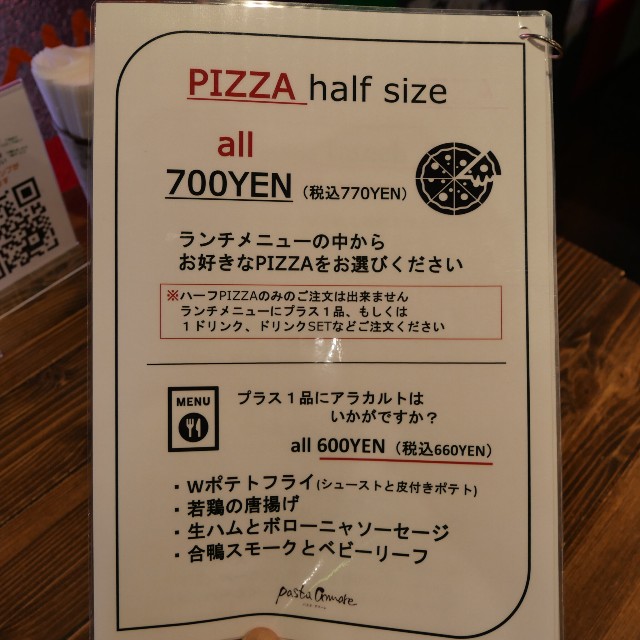 PIZZA half size
all
700YEN (税込770YEN)
ランチメニューの中から
お好きなPIZZAをお選びください
※ハーフPIZZAのみのご注文は出来ません
ランチメニューにプラス１品、もしくは
１ドリンク、ドリンクSETなどご注文ください
MENU
プラス１品にアラカルトは
いかがですか？
all 600YEN（税込660YEN）
・Wポテトフライ(シューストと皮付きポテト)
・若鶏の唐揚げ
・生ハムとボローニャソーセージ
・合鴨スモークとベビーリーフ
pasta amore